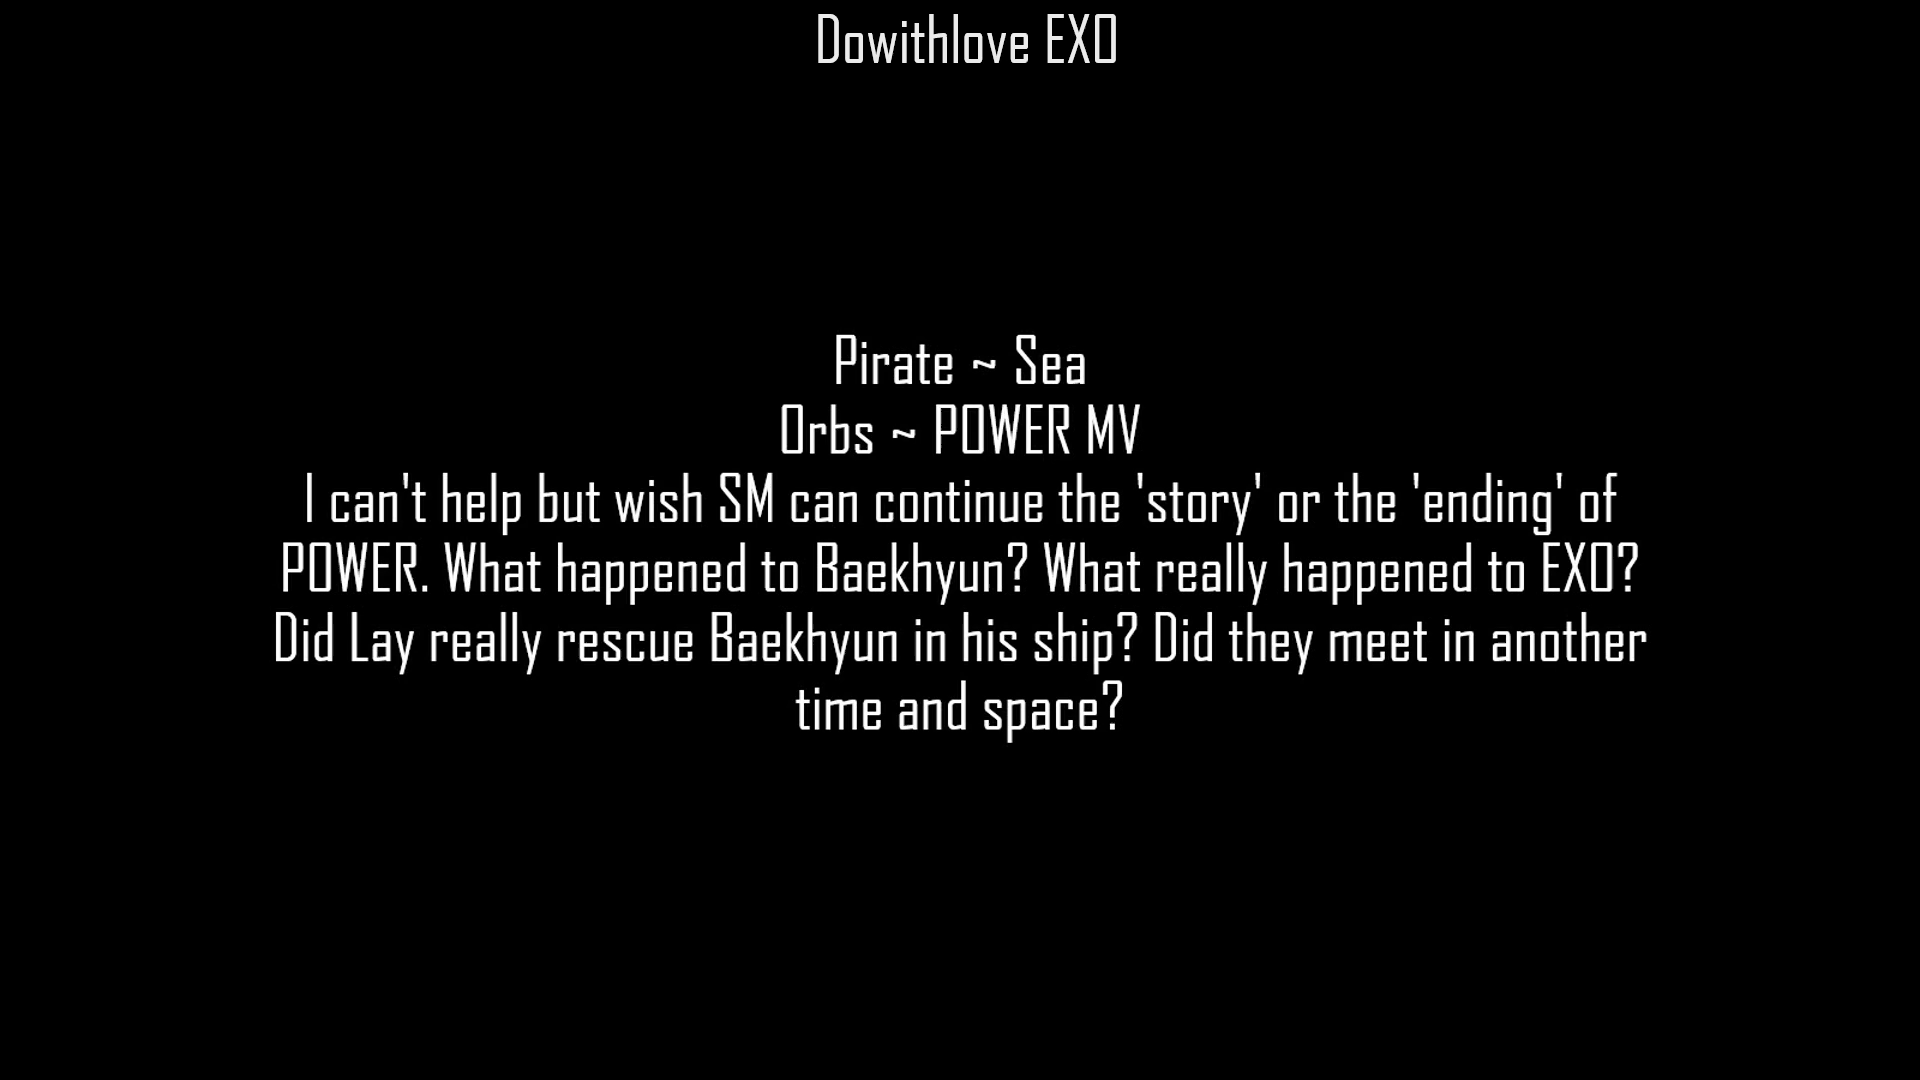 Dowithlove EXO
Pirate ~ Sea
Orbs ~ POWER MV
I can't help but wish SM can continue the 'story' or the 'ending' of
POWER. What happened to Baekhyun? What really happened to EXO?
Did Lay really rescue Baekhyun in his ship? Did they meet in another
time and space?